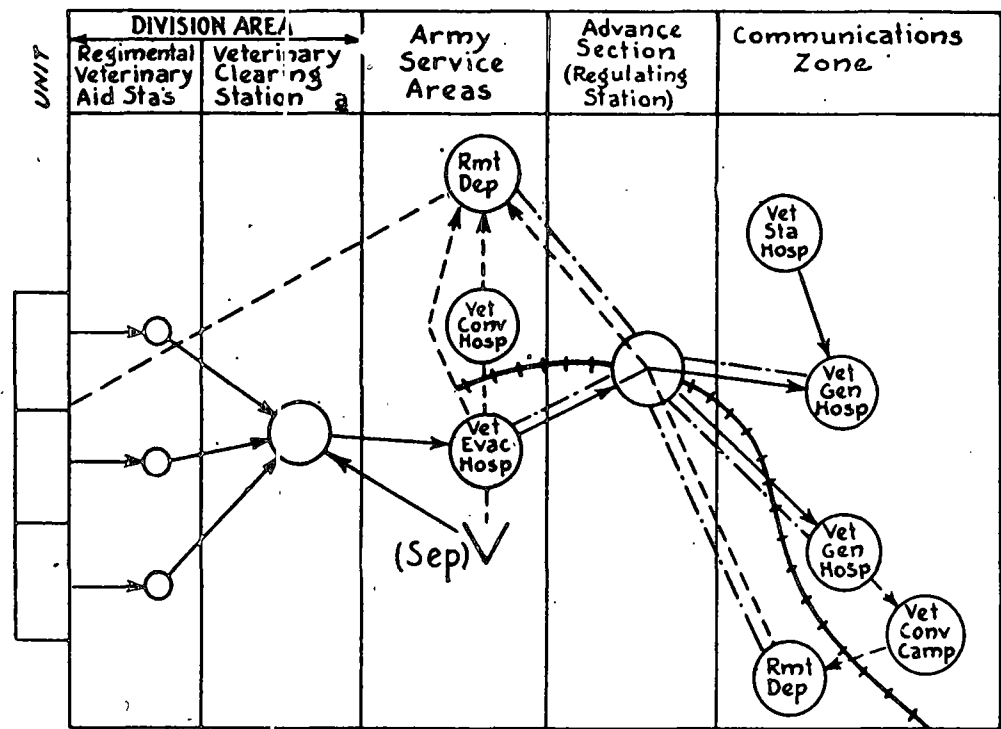 UNIT
DIVISION AREA
Regimental
Veterinary
Aid Sta's
Veterinary
Clearing
Station
Army
Service
Areas
Advance
Section
(Regulating
Station)
Communications
Zone
Rmt
Dep
Vet
Sta
Hosp
Vet
Conv
Hosp
Vet
Gen
Hosp
Vet
Evac
Hosp
(Sep)
Vet
Gen
Hosp
Vet
Conv
Camp
Rmt
Dep